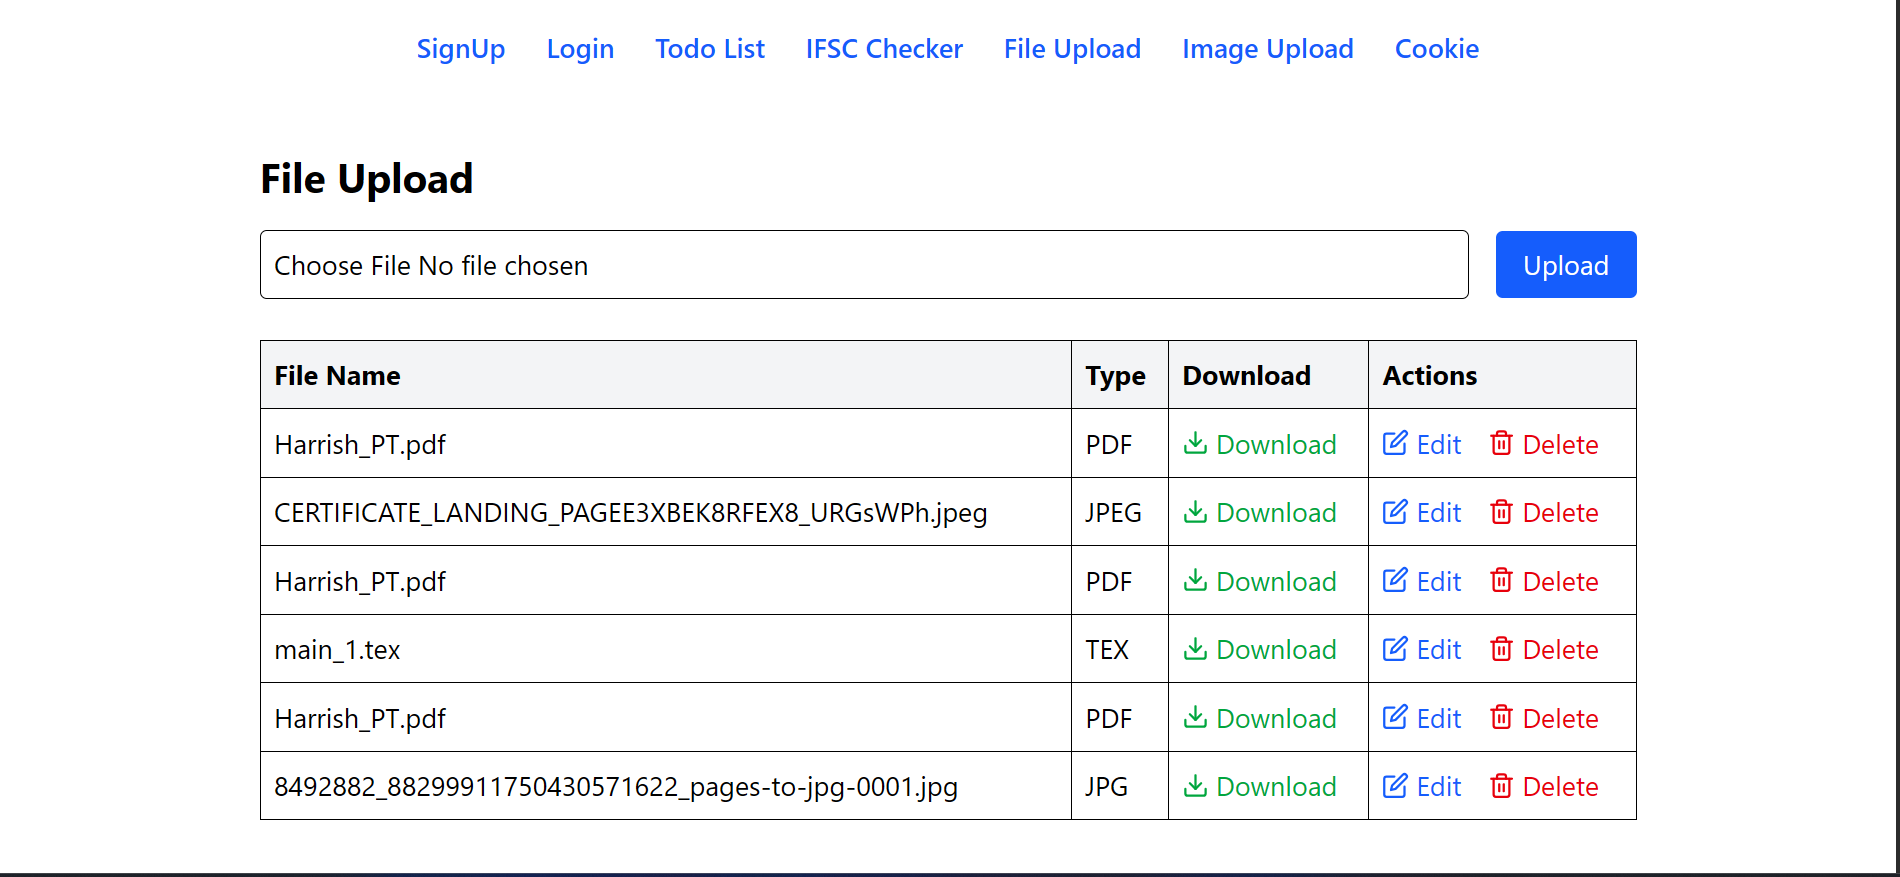 SignUp Login Todo List IFSC Checker File Upload Image Upload Cookie
File Upload
Choose File No file chosen Upload
File Name Type Download Actions
Harrish_PT.pdf PDF Download Edit Delete
CERTIFICATE_LANDING_PAGEE3XBEK8RFEX8_URGsWPh.jpeg JPEG Download Edit Delete
Harrish_PT.pdf PDF Download Edit Delete
main_1.tex TEX Download Edit Delete
Harrish_PT.pdf PDF Download Edit Delete
8492882_88299911750430571622_pages-to-jpg-0001.jpg JPG Download Edit Delete